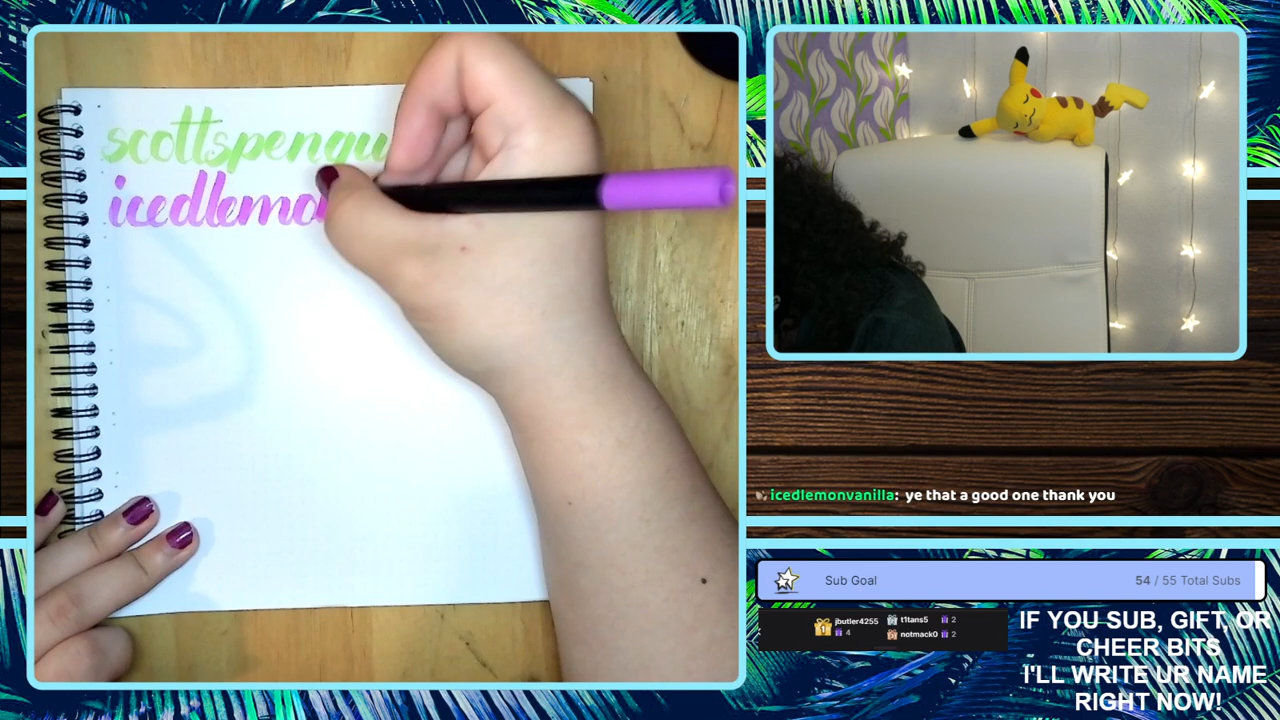 scottspengu
icedlemo
icedlemonvanilla: ye that a good one thank you
Sub Goal 54 / 55 Total Subs
1 jbutler4255 4
t1tans5 2
notmack0 2
IF YOU SUB, GIFT, OR
CHEER BITS
I'LL WRITE UR NAME
RIGHT NOW!